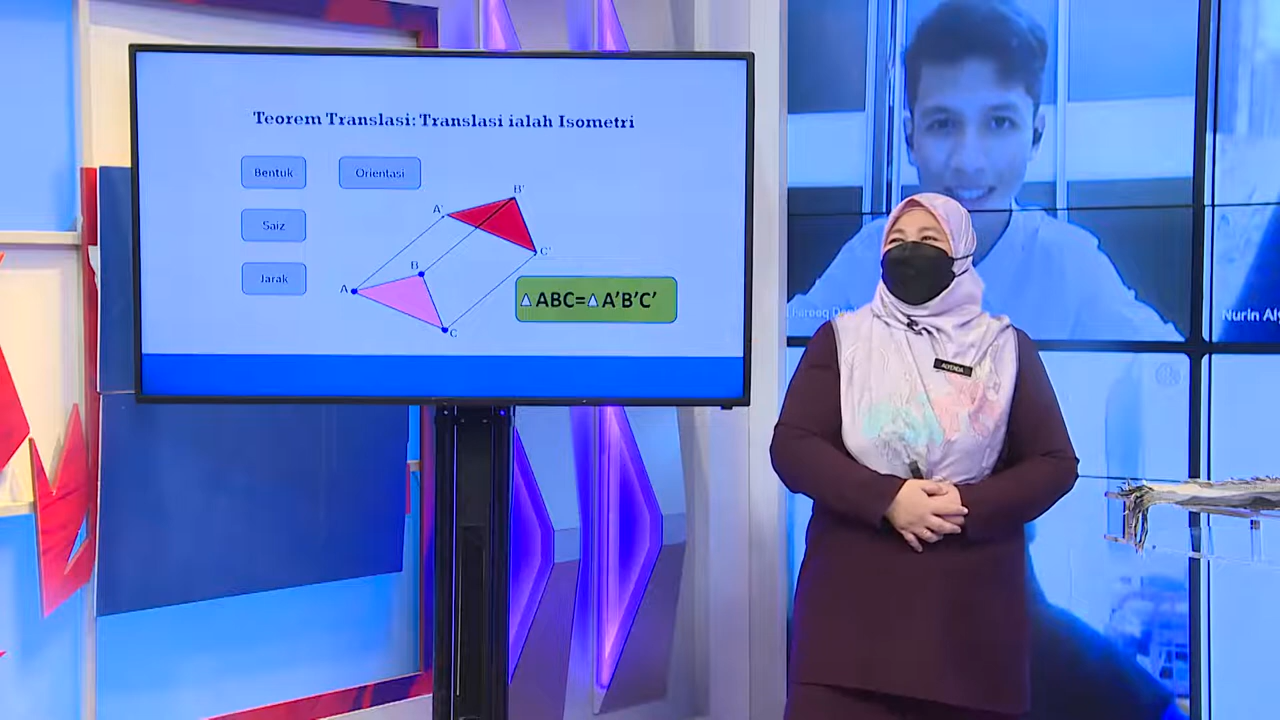 Teorem Translasi: Translasi ialah Isometri
Bentuk
Orientasi
Saiz
Jarak
A'
B'
C'
A
B
C
△ ABC=△ A'B'C'
Nurin